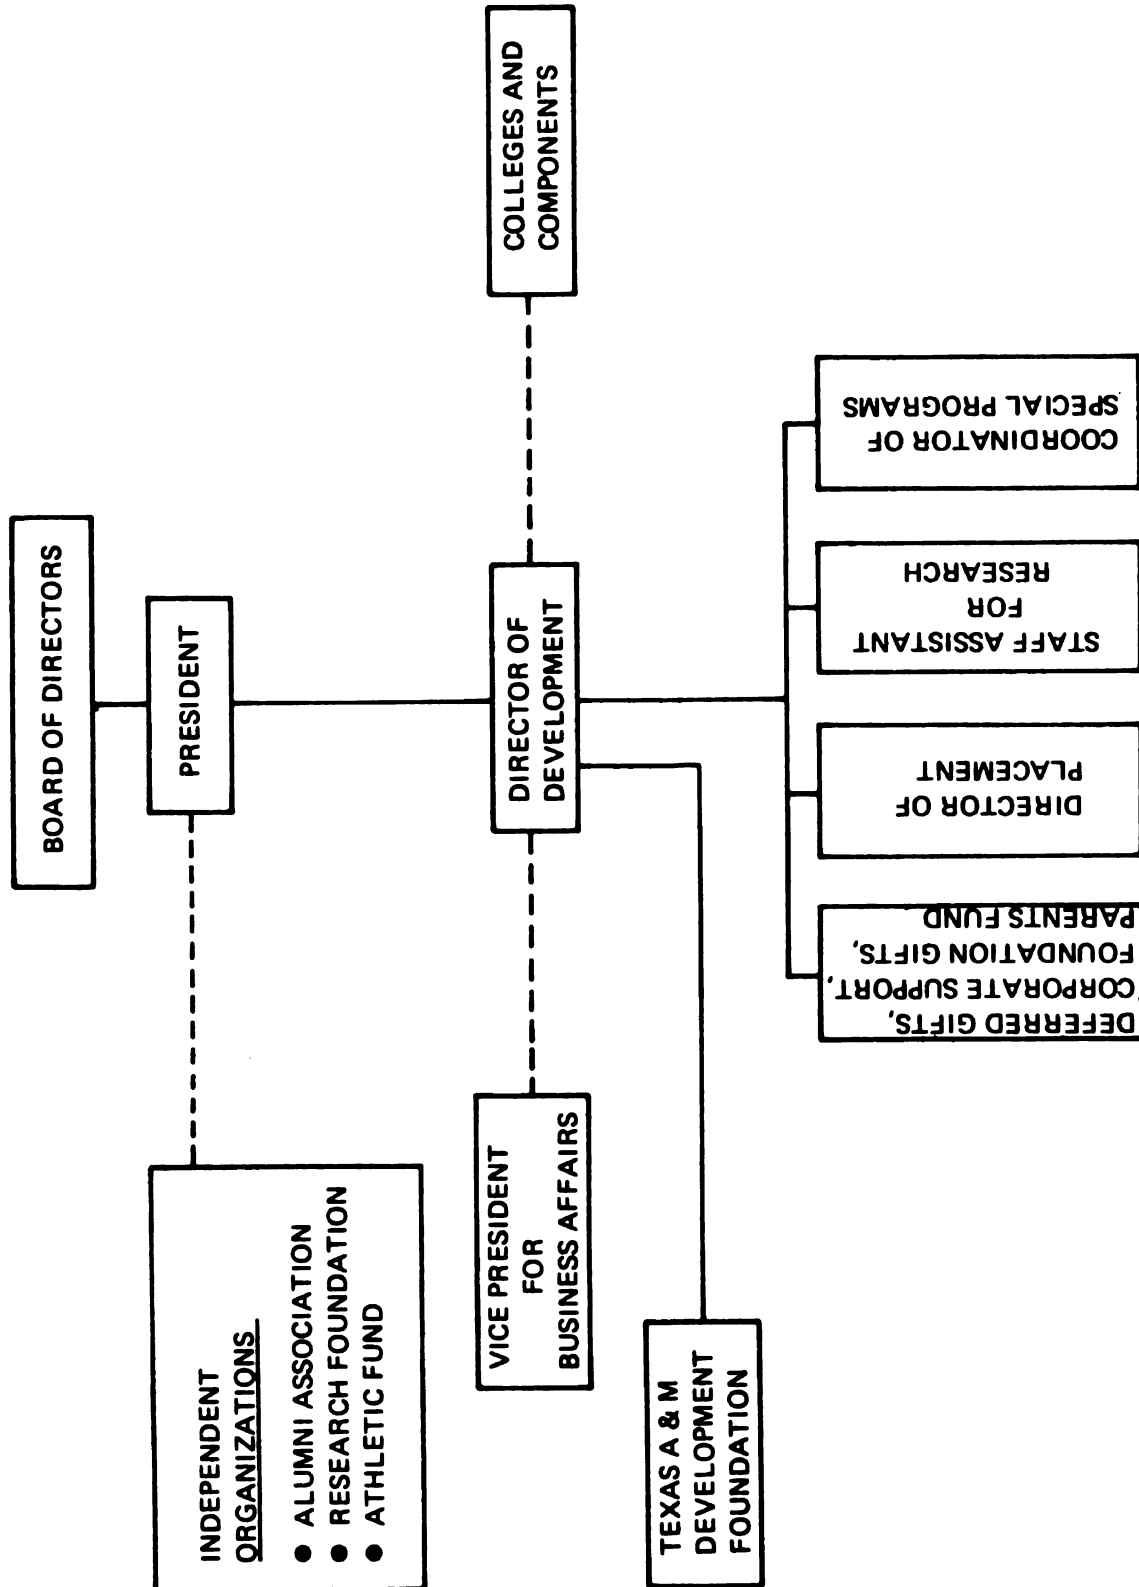 BOARD OF DIRECTORS
PRESIDENT
INDEPENDENT
ORGANIZATIONS
● ALUMNI ASSOCIATION
● RESEARCH FOUNDATION
● ATHLETIC FUND
VICE PRESIDENT
FOR
BUSINESS AFFAIRS
DIRECTOR OF
DEVELOPMENT
COLLEGES AND
COMPONENTS
TEXAS A & M
DEVELOPMENT
FOUNDATION
DEFERRED GIFTS,
CORPORATE SUPPORT,
FOUNDATION GIFTS,
PARENTS FUND
DIRECTOR OF
PLACEMENT
STAFF ASSISTANT
FOR
RESEARCH
COORDINATOR OF
SPECIAL PROGRAMS